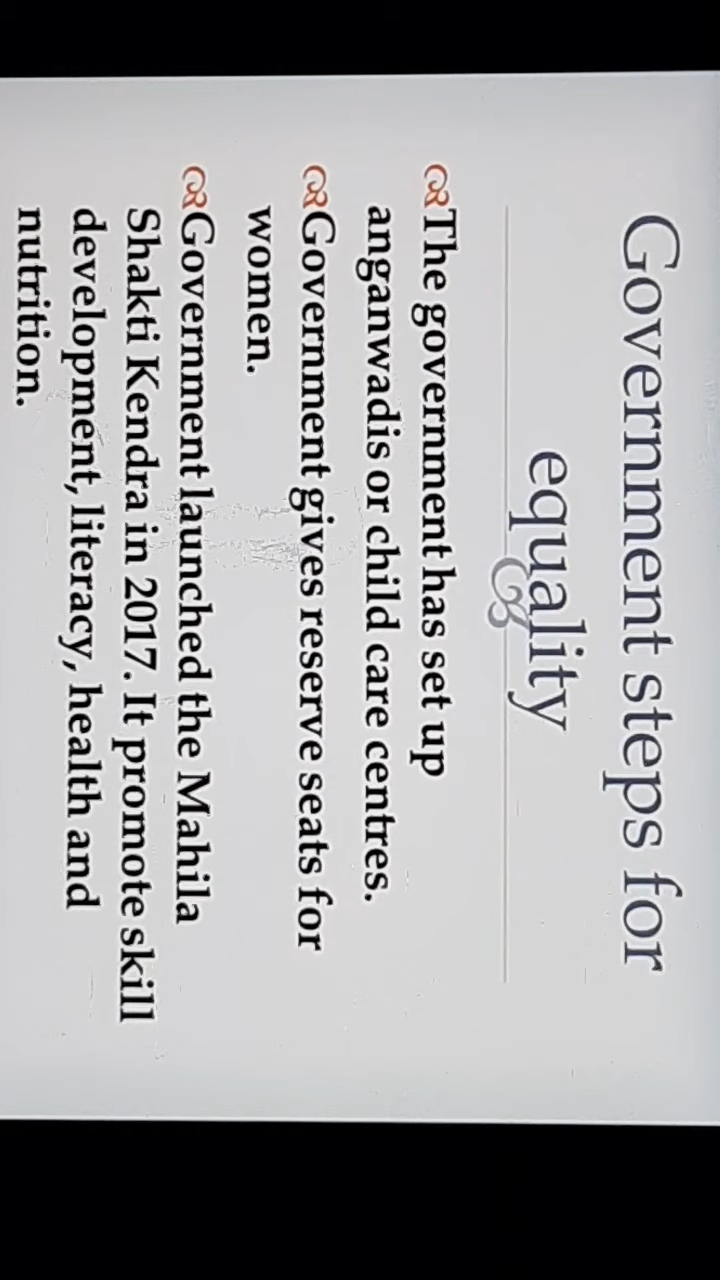 Government steps for
equality
The government has set up
anganwadis or child care centres.
Government gives reserve seats for
women.
Government launched the Mahila
Shakti Kendra in 2017. It promote skill
development, literacy, health and
nutrition.